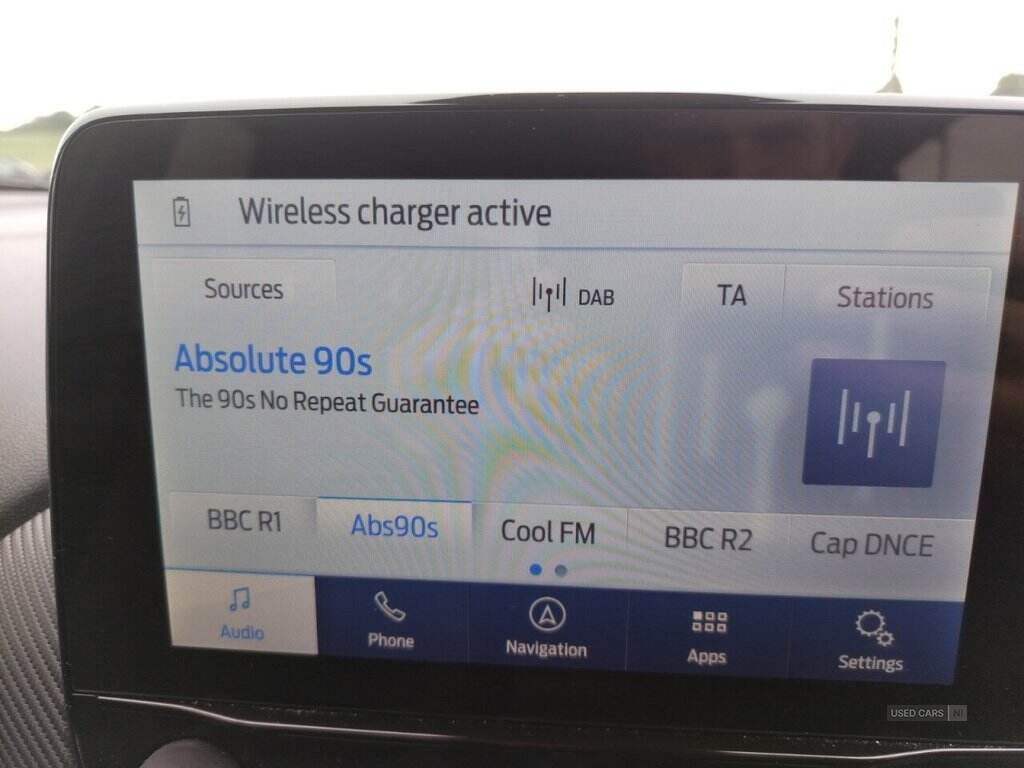 Wireless charger active
Sources
DAB
TA
Stations
Absolute 90s
The 90s No Repeat Guarantee
BBC R1
Abs90s
Cool FM
BBC R2
Cap DNCE
Audio
Phone
Navigation
Apps
Settings
USED CARS NI